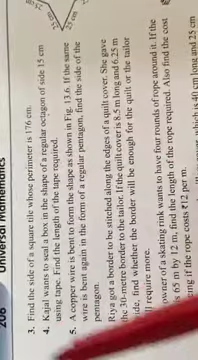 206
Universal Mathematics
3. Find the side of a square tile whose perimeter is 176 cm.
4. Kajal wants to seal a box in the shape of a regular octagon of side 15 cm
using tape. Find the length of the tape required.
5. A copper wire is bent to form the shape as shown in Fig. 13.6. If the same
wire is bent again in the form of a regular pentagon, find the side of the
pentagon.
Riya got a border to be stitched along the edges of a quilt cover. She gave
the 30-metre border to the tailor. If the quilt cover is 8.5 m long and 6.25 m
ide, find whether the border will be enough for the quilt or the tailor
ll require more.
owner of a skating rink wants to have four rounds of rope around it. If the
is 65 m by 12 m, find the length of the rope required. Also find the cost
cing if the rope costs ₹12 per m.
which is 40 cm long and 25 cm